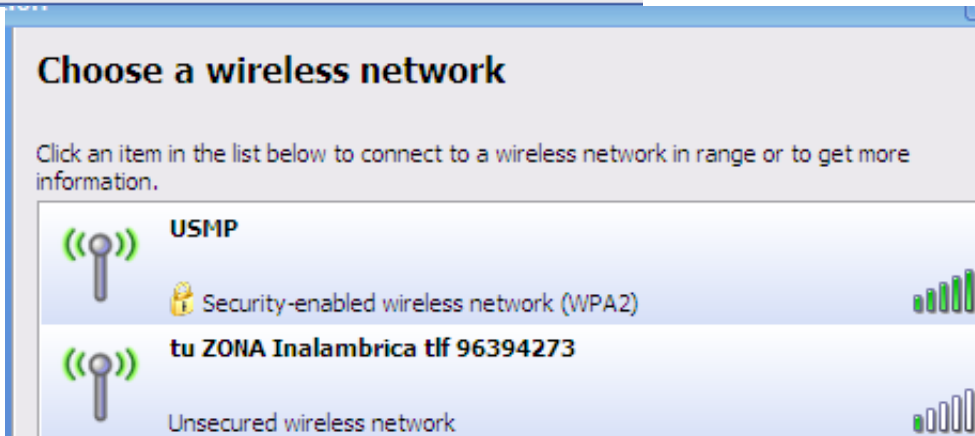 Choose a wireless network
Click an item in the list below to connect to a wireless network in range or to get more
information.
USMP
Security-enabled wireless network (WPA2)
tu ZONA Inalambrica tlf 96394273
Unsecured wireless network